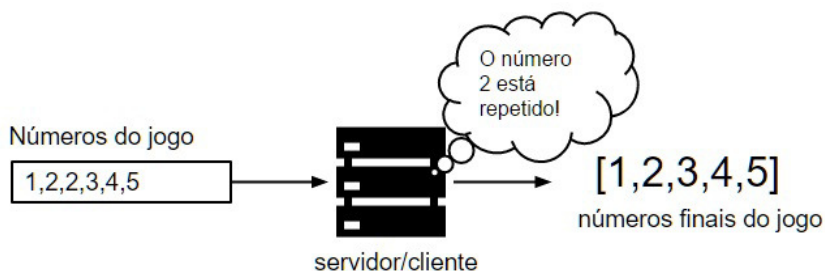 O número
2 está
repetido!
Números do jogo
1,2,2,3,4,5
[1,2,3,4,5]
números finais do jogo
servidor/cliente